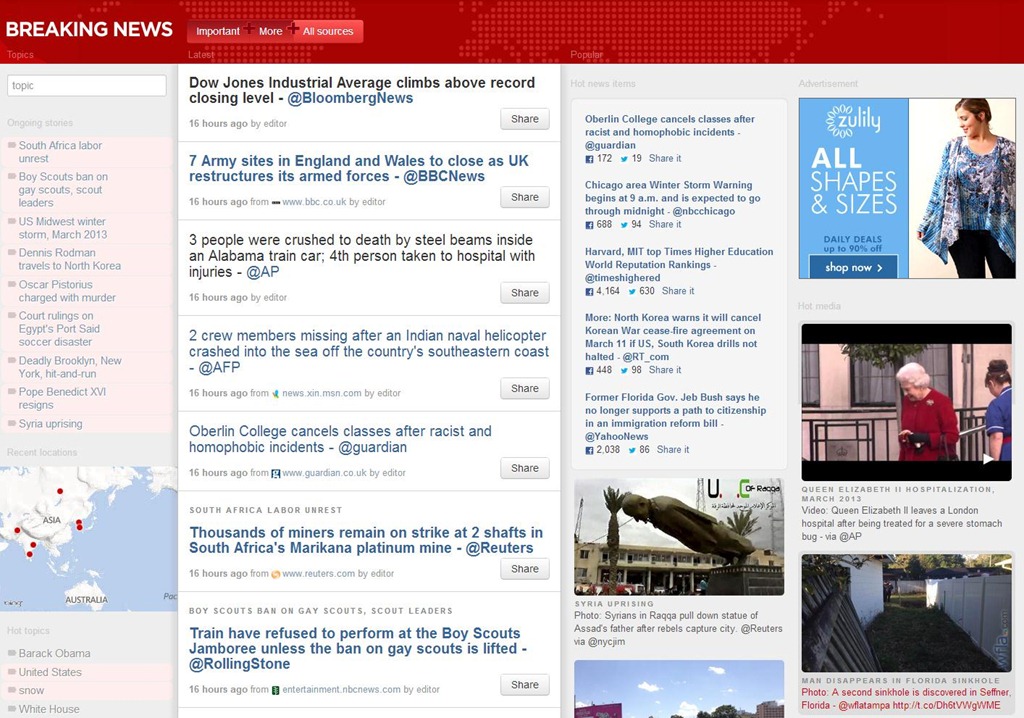 BREAKING NEWS
Important + More + All sources
Topics
Latest
Popular
topic
Ongoing stories
South Africa labor
unrest
Boy Scouts ban on
gay scouts, scout
leaders
US Midwest winter
storm, March 2013
Dennis Rodman
travels to North Korea
Oscar Pistorius
charged with murder
Court rulings on
Egypt's Port Said
soccer disaster
Deadly Brooklyn, New
York, hit-and-run
Pope Benedict XVI
resigns
Syria uprising
Recent locations
ASIA
AUSTRALIA
Hot topics
Barack Obama
United States
snow
White House
Dow Jones Industrial Average climbs above record
closing level - @BloombergNews
16 hours ago by editor
Share
7 Army sites in England and Wales to close as UK
restructures its armed forces - @BBCNews
16 hours ago from www.bbc.co.uk by editor
Share
3 people were crushed to death by steel beams inside
an Alabama train car; 4th person taken to hospital with
injuries - @AP
16 hours ago by editor
Share
2 crew members missing after an Indian naval helicopter
crashed into the sea off the country's southeastern coast
- @AFP
16 hours ago from news.xin.msn.com by editor
Share
Oberlin College cancels classes after racist and
homophobic incidents - @guardian
16 hours ago from www.guardian.co.uk by editor
Share
SOUTH AFRICA LABOR UNREST
Thousands of miners remain on strike at 2 shafts in
South Africa's Marikana platinum mine - @Reuters
16 hours ago from www.reuters.com by editor
Share
BOY SCOUTS BAN ON GAY SCOUTS, SCOUT LEADERS
Train have refused to perform at the Boy Scouts
Jamboree unless the ban on gay scouts is lifted -
@RollingStone
16 hours ago from entertainment.nbcnews.com by editor
Share
Hot news items
Oberlin College cancels classes after
racist and homophobic incidents -
@guardian
172 19 Share it
Chicago area Winter Storm Warning
begins at 9 a.m. and is expected to go
through midnight - @nbcchicago
688 94 Share it
Harvard, MIT top Times Higher Education
World Reputation Rankings -
@timeshighered
4,164 630 Share it
More: North Korea warns it will cancel
Korean War cease-fire agreement on
March 11 if US, South Korea drills not
halted - @RT_com
448 98 Share it
Former Florida Gov. Jeb Bush says he
no longer supports a path to citizenship
in an immigration reform bill -
@YahooNews
2,038 86 Share it
Of Raqqa
SYRIA UPRISING
Photo: Syrians in Raqqa pull down statue of
Assad's father after rebels capture city. @Reuters
via @nycjim
Advertisement
zulily
ALL
SHAPES
& SIZES
DAILY DEALS
up to 90% off
shop now >
Hot media
QUEEN ELIZABETH II HOSPITALIZATION,
MARCH 2013
Video: Queen Elizabeth II leaves a London
hospital after being treated for a severe stomach
bug - via @AP
wfla.com
MAN DISAPPEARS IN FLORIDA SINKHOLE
Photo: A second sinkhole is discovered in Seffner,
Florida - @wflatampa http://t.co/Dh6tVWgWME